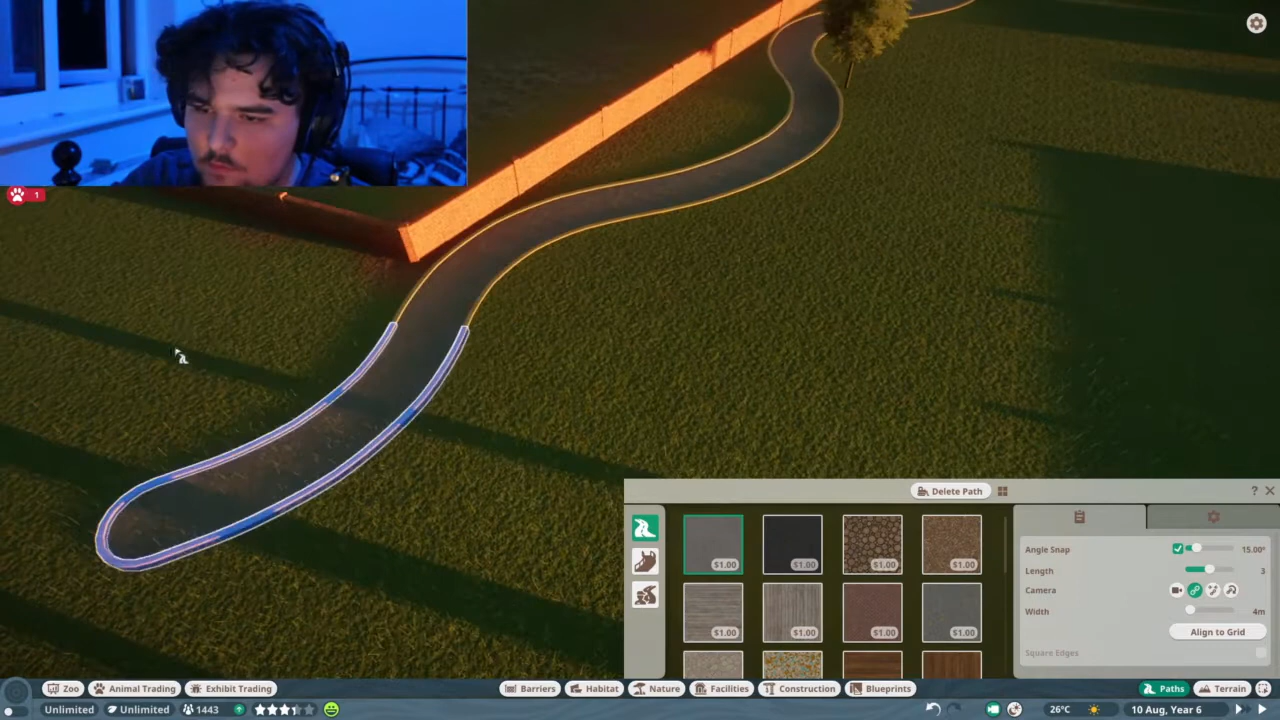 1
Delete Path
?
$1.00 $1.00 $1.00 $1.00
$1.00 $1.00 $1.00 $1.00
Angle Snap 15.00°
Length 3
Camera
Width 4m
Align to Grid
Square Edges
Zoo Animal Trading Exhibit Trading Barriers Habitat Nature Facilities Construction Blueprints Paths Terrain
Unlimited Unlimited 1443 26°C 10 Aug, Year 6